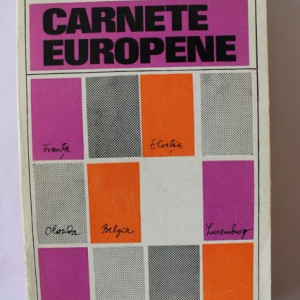 CARNETE
EUROPENE
Franța Elveția
Olanda Belgia Luxemburg